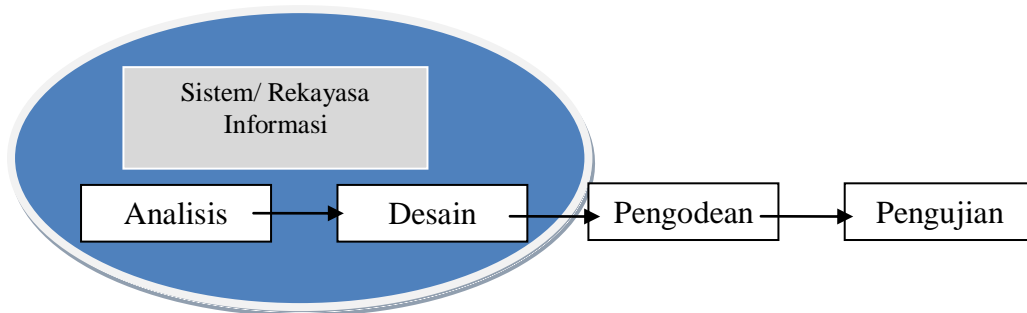 Sistem/ Rekayasa
Informasi
Analisis
Desain
Pengodean
Pengujian